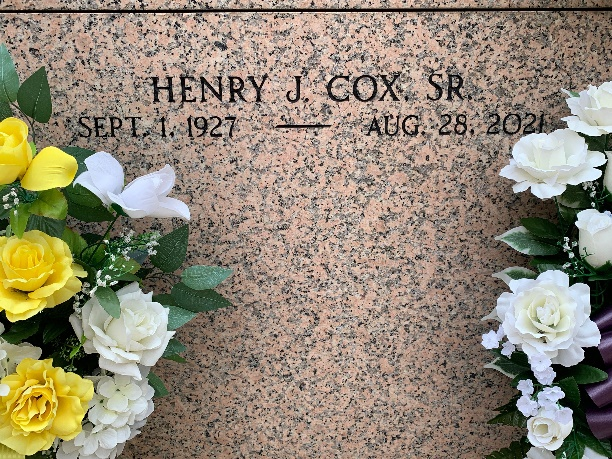 HENRY J. COX, SR.
SEPT. 1, 1927 — AUG. 28, 2021